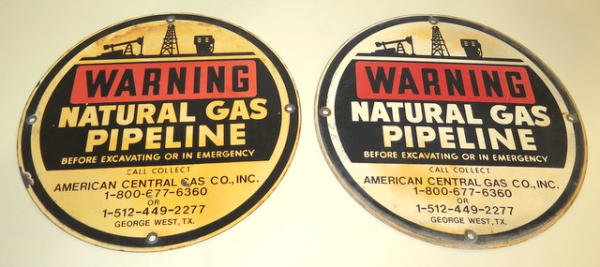 WARNING
NATURAL GAS
PIPELINE
BEFORE EXCAVATING OR IN EMERGENCY
CALL COLLECT
AMERICAN CENTRAL GAS CO., INC.
1-800-677-6360
OR
1-512-449-2277
GEORGE WEST, TX.
WARNING
NATURAL GAS
PIPELINE
BEFORE EXCAVATING OR IN EMERGENCY
CALL COLLECT
AMERICAN CENTRAL GAS CO., INC.
1-800-677-6360
OR
1-512-449-2277
GEORGE WEST, TX.